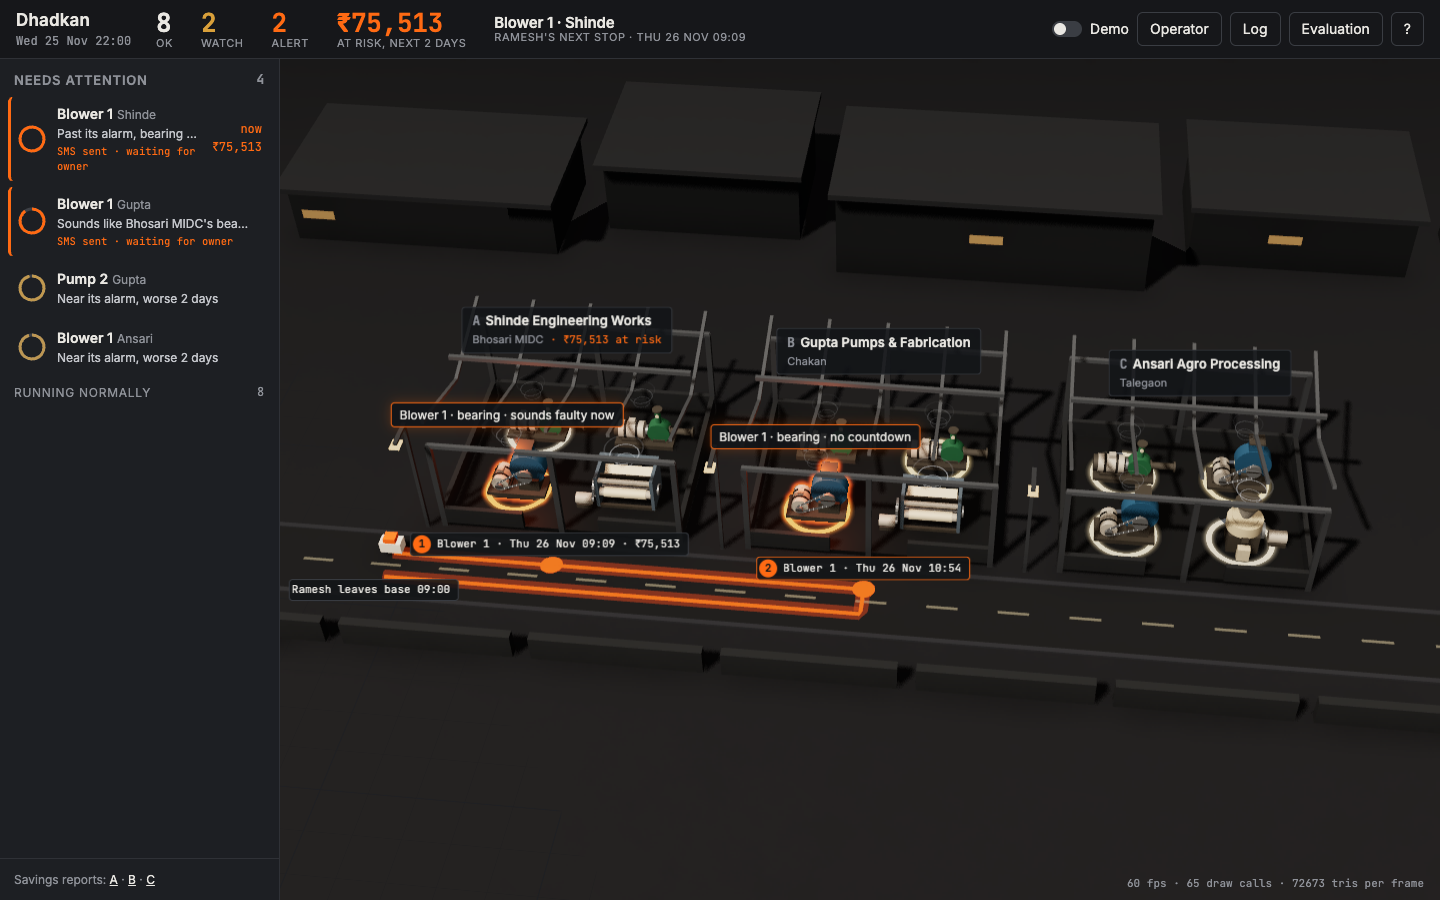 Dhadkan
Wed 25 Nov 22:00
8
OK
2
WATCH
2
ALERT
₹75,513
AT RISK, NEXT 2 DAYS
Blower 1 · Shinde
RAMESH'S NEXT STOP · THU 26 NOV 09:09
Demo
Operator
Log
Evaluation
?
NEEDS ATTENTION 4
Blower 1 Shinde
Past its alarm, bearing ...
SMS sent · waiting for
owner
now
₹75,513
Blower 1 Gupta
Sounds like Bhosari MIDC's bea...
SMS sent · waiting for owner
Pump 2 Gupta
Near its alarm, worse 2 days
Blower 1 Ansari
Near its alarm, worse 2 days
RUNNING NORMALLY 8
A Shinde Engineering Works
Bhosari MIDC · ₹75,513 at risk
B Gupta Pumps & Fabrication
Chakan
C Ansari Agro Processing
Talegaon
Blower 1 · bearing · sounds faulty now
Blower 1 · bearing · no countdown
1 Blower 1 · Thu 26 Nov 09:09 · ₹75,513
2 Blower 1 · Thu 26 Nov 10:54
Ramesh leaves base 09:00
Savings reports: A · B · C
60 fps · 65 draw calls · 72673 tris per frame